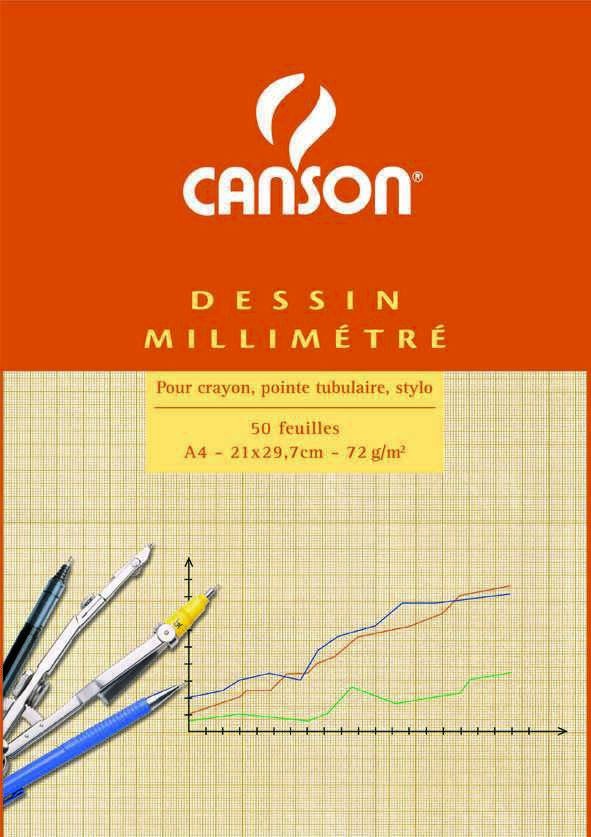 CANSON®
DESSIN
MILLIMÉTRÉ
Pour crayon, pointe tubulaire, stylo
50 feuilles
A4 - 21x29,7cm - 72 g/m²